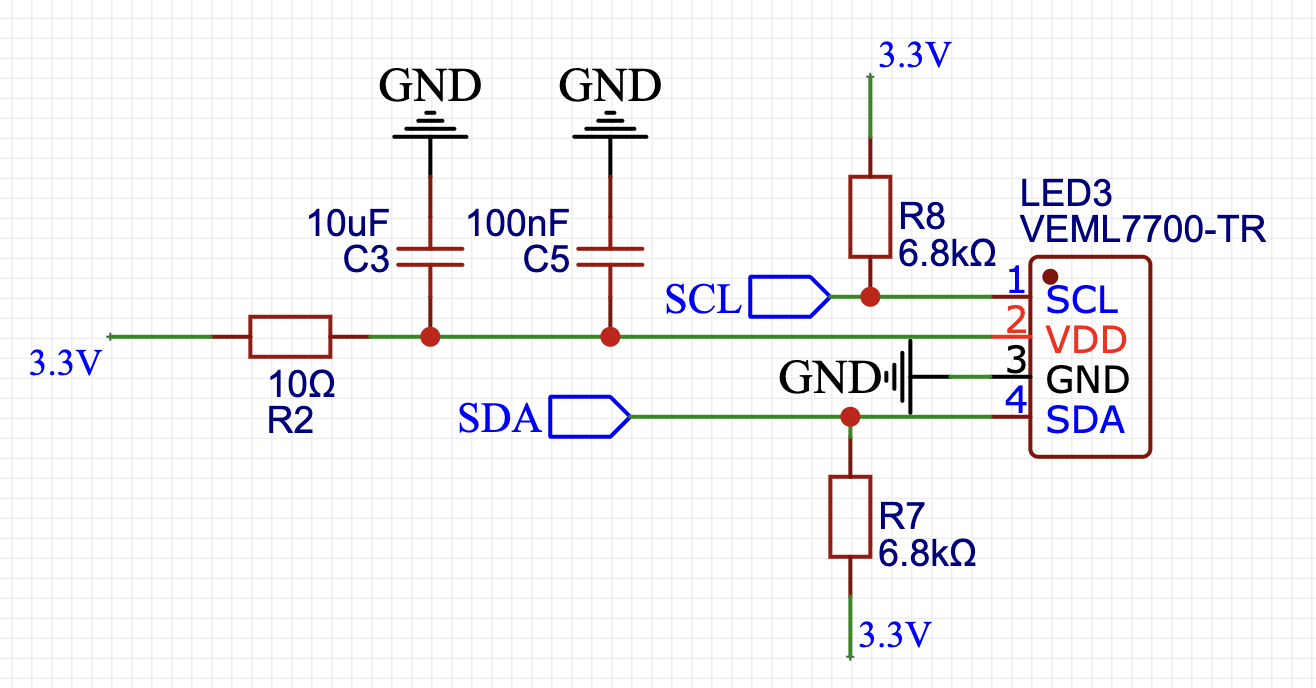 3.3V
GND
GND
10uF
C3
100nF
C5
R8
6.8kΩ
LED3
VEML7700-TR
SCL
1
SCL
2
VDD
3.3V
10Ω
R2
GND
3
GND
SDA
4
SDA
R7
6.8kΩ
3.3V